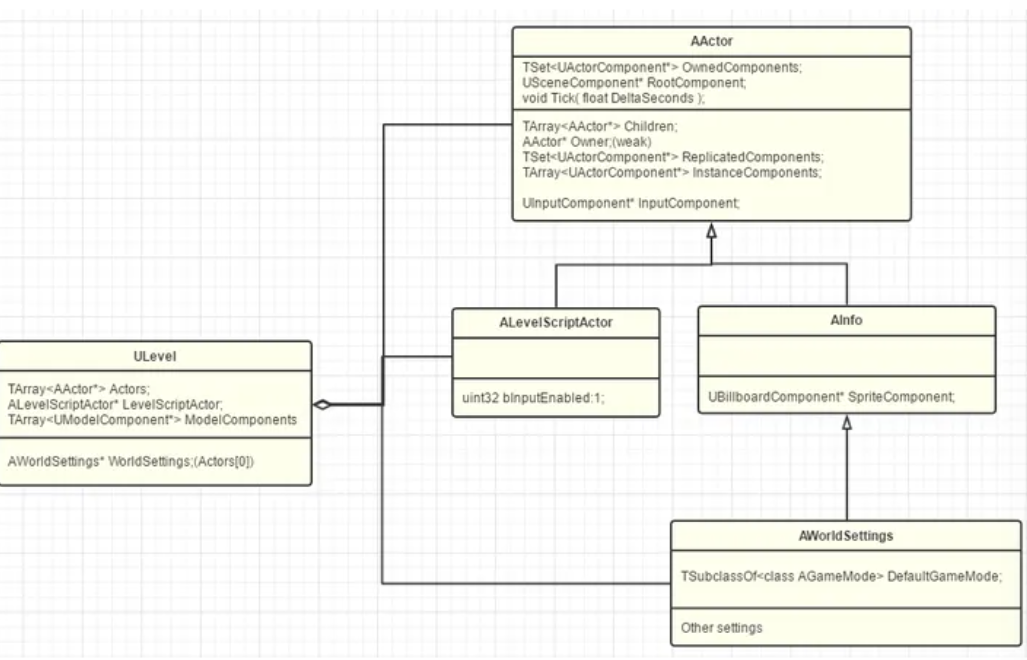 AActor
TSet<UActorComponent*> OwnedComponents;
USceneComponent* RootComponent;
void Tick( float DeltaSeconds );
TArray<AActor*> Children;
AActor* Owner;(weak)
TSet<UActorComponent*> ReplicatedComponents;
TArray<UActorComponent*> InstanceComponents;
UInputComponent* InputComponent;
ALevelScriptActor
uint32 bInputEnabled:1;
AInfo
UBillboardComponent* SpriteComponent;
ULevel
TArray<AActor*> Actors;
ALevelScriptActor* LevelScriptActor;
TArray<UModelComponent*> ModelComponents
AWorldSettings* WorldSettings;(Actors[0])
AWorldSettings
TSubclassOf<class AGameMode> DefaultGameMode;
Other settings